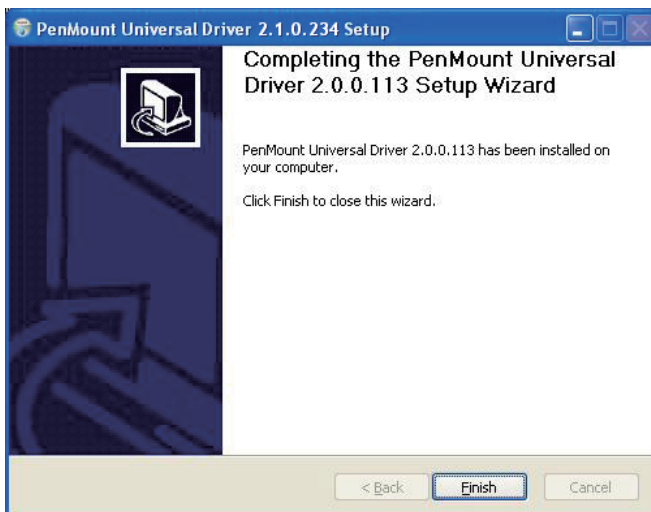 PenMount Universal Driver 2.1.0.234 Setup
Completing the PenMount Universal
Driver 2.0.0.113 Setup Wizard
PenMount Universal Driver 2.0.0.113 has been installed on
your computer.
Click Finish to close this wizard.
< Back Finish Cancel